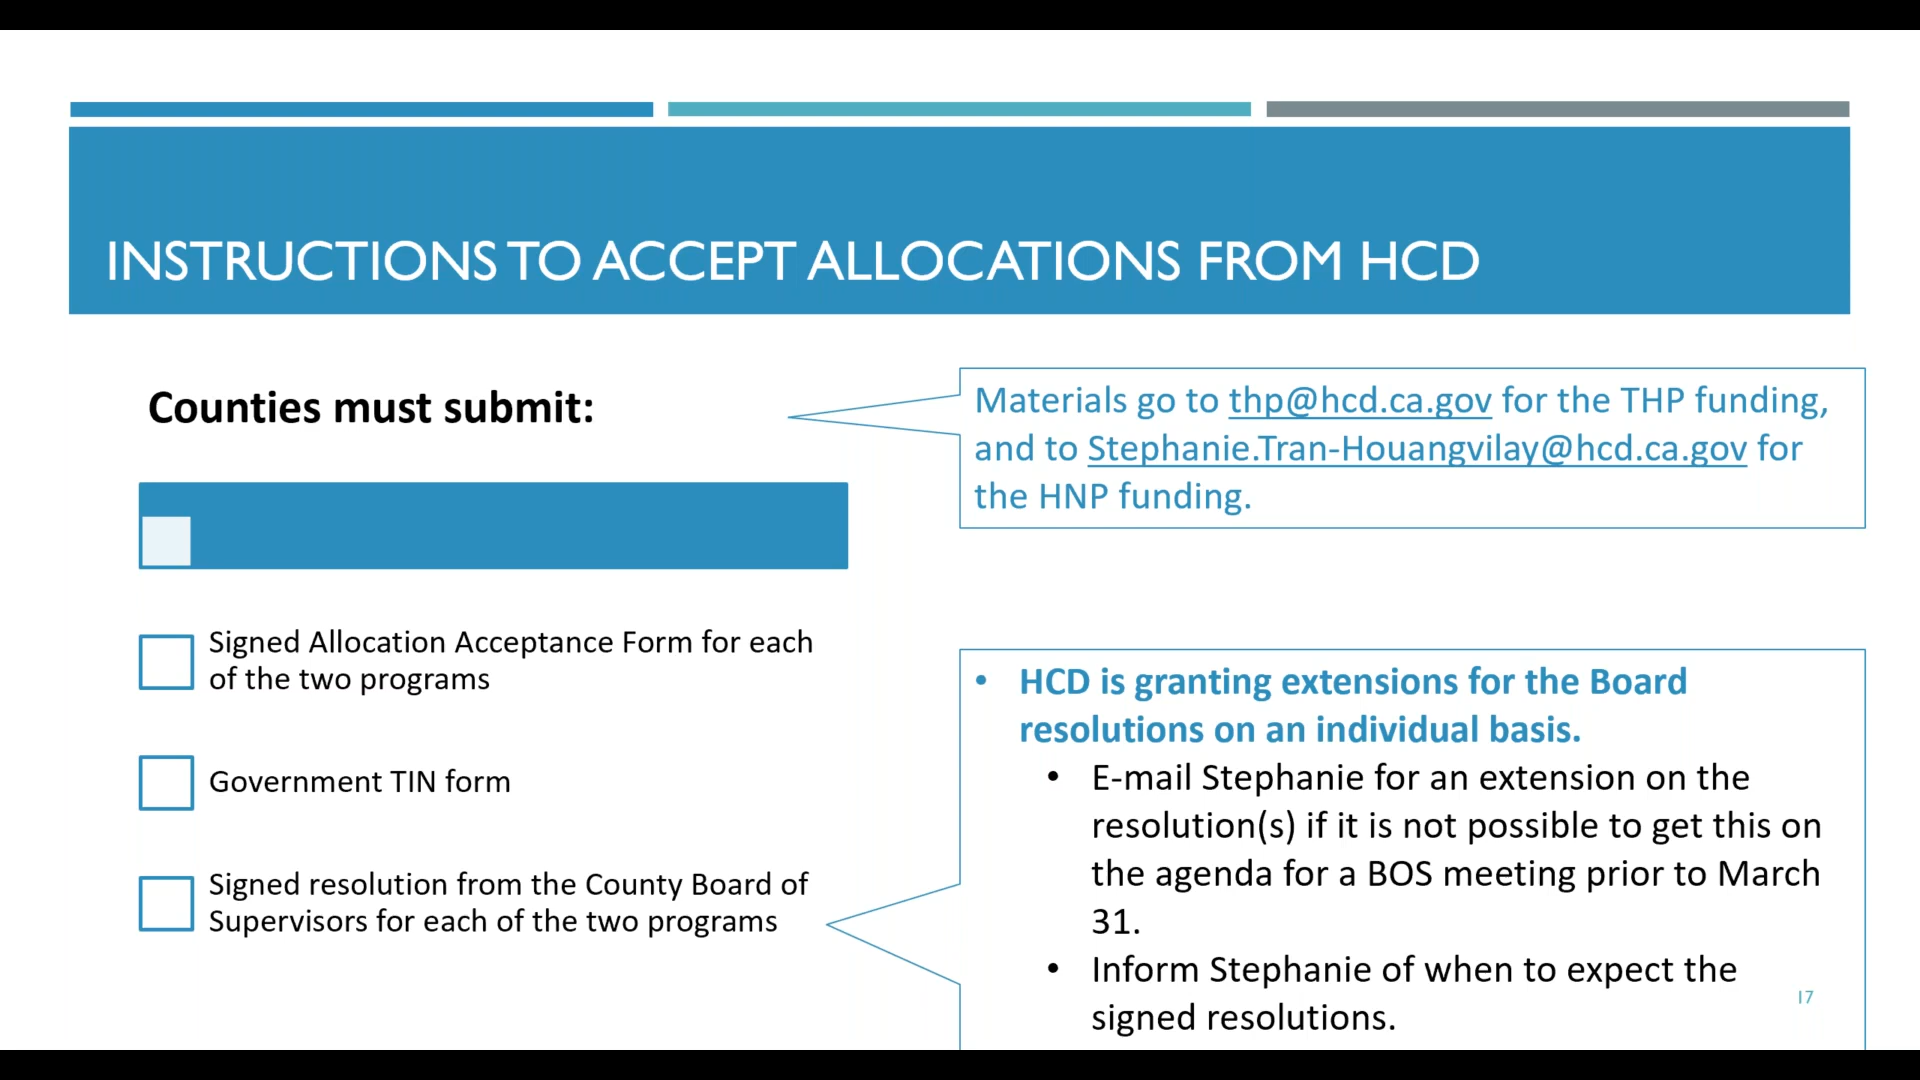 INSTRUCTIONS TO ACCEPT ALLOCATIONS FROM HCD
Counties must submit:
Signed Allocation Acceptance Form for each
of the two programs
Government TIN form
Signed resolution from the County Board of
Supervisors for each of the two programs
Materials go to thp@hcd.ca.gov for the THP funding,
and to Stephanie.Tran-Houangvilay@hcd.ca.gov for
the HNP funding.
• HCD is granting extensions for the Board
resolutions on an individual basis.
• E-mail Stephanie for an extension on the
resolution(s) if it is not possible to get this on
the agenda for a BOS meeting prior to March
31.
• Inform Stephanie of when to expect the
signed resolutions.
17